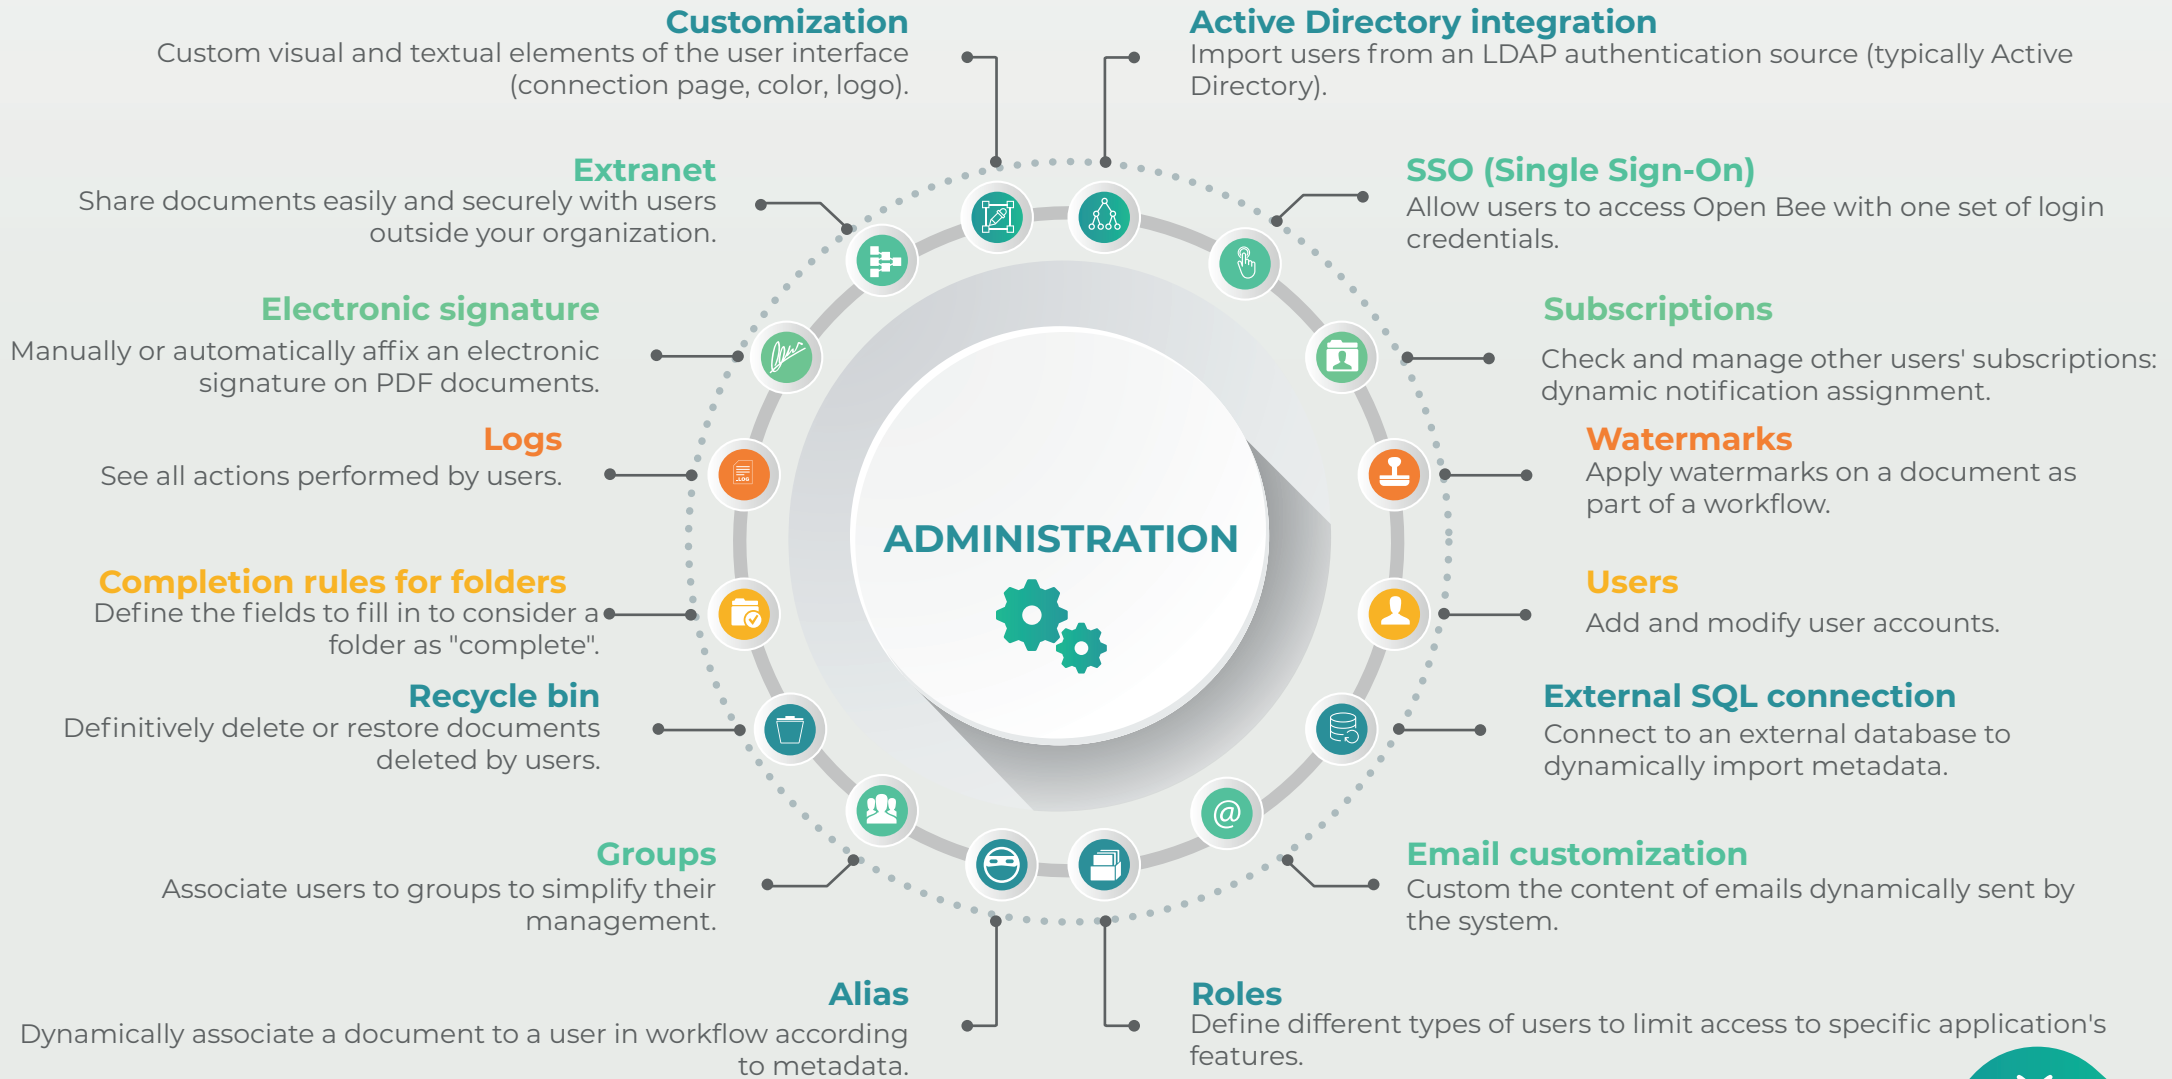 Customization
Custom visual and textual elements of the user interface
(connection page, color, logo).
Extranet
Share documents easily and securely with users
outside your organization.
Electronic signature
Manually or automatically affix an electronic
signature on PDF documents.
Logs
See all actions performed by users.
Completion rules for folders
Define the fields to fill in to consider a
folder as "complete".
Recycle bin
Definitively delete or restore documents
deleted by users.
Groups
Associate users to groups to simplify their
management.
Alias
Dynamically associate a document to a user in workflow according
to metadata.
.LOG
ADMINISTRATION
@
Active Directory integration
Import users from an LDAP authentication source (typically Active
Directory).
SSO (Single Sign-On)
Allow users to access Open Bee with one set of login
credentials.
Subscriptions
Check and manage other users' subscriptions:
dynamic notification assignment.
Watermarks
Apply watermarks on a document as
part of a workflow.
Users
Add and modify user accounts.
External SQL connection
Connect to an external database to
dynamically import metadata.
Email customization
Custom the content of emails dynamically sent by
the system.
Roles
Define different types of users to limit access to specific application's
features.